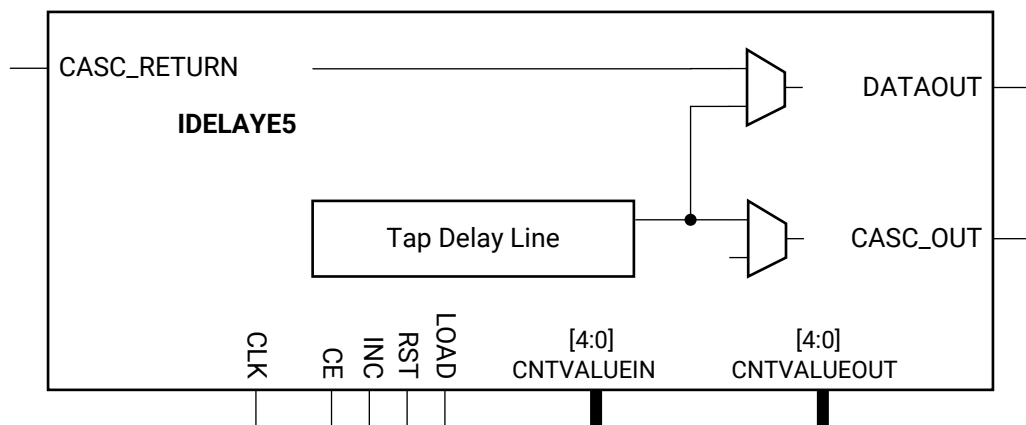 CASC_RETURN
DATAOUT
IDELAYE5
Tap Delay Line
CASC_OUT
CLK
CE
INC
RST
LOAD
[4:0]
CNTVALUEIN
[4:0]
CNTVALUEOUT